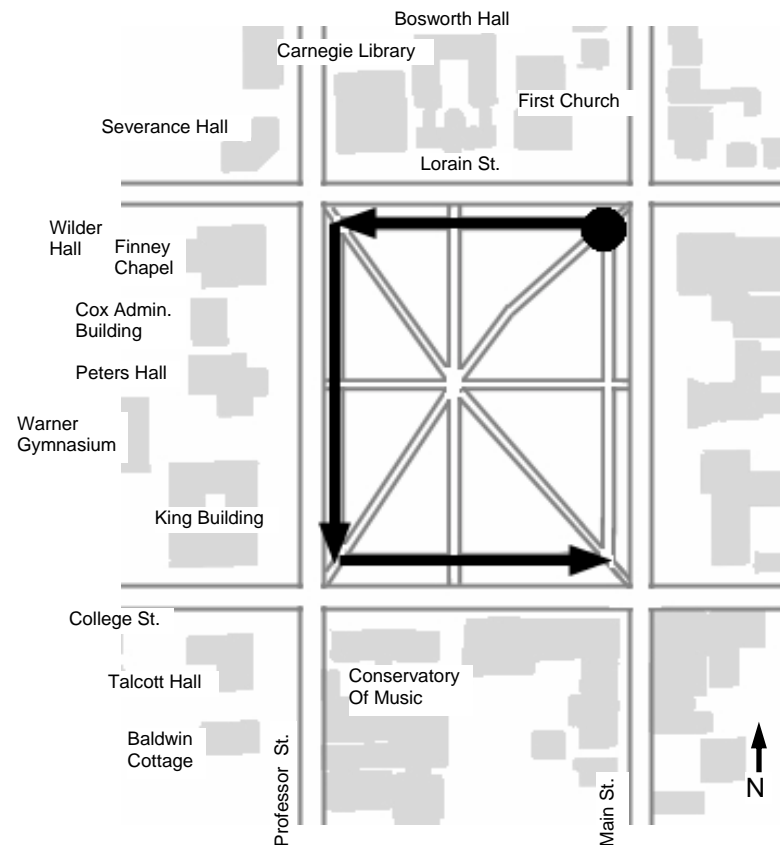 Bosworth Hall
Carnegie Library
First Church
Severance Hall
Lorain St.
Wilder
Hall
Finney
Chapel
Cox Admin.
Building
Peters Hall
Warner
Gymnasium
King Building
College St.
Talcott Hall
Conservatory
Of Music
Baldwin
Cottage
Professor St.
Main St.
N